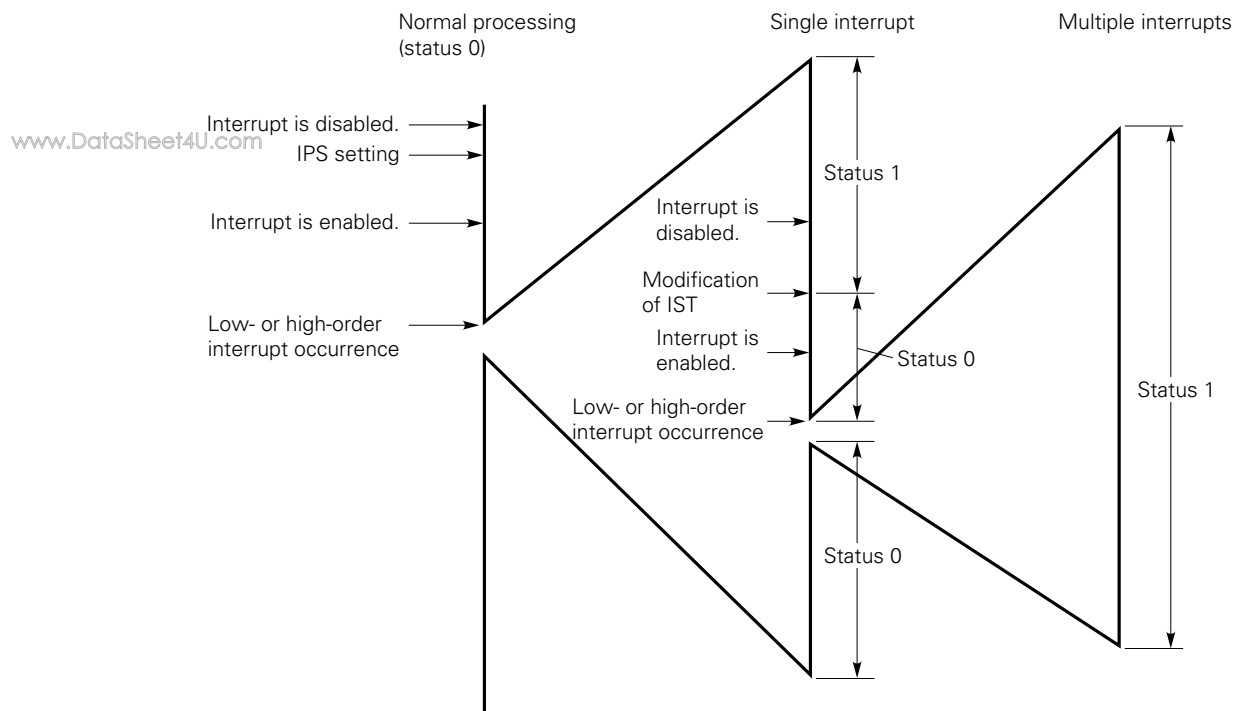 Normal processing
(status 0)
Single interrupt
Multiple interrupts
www.DataSheet4U.com
Interrupt is disabled.
IPS setting
Interrupt is enabled.
Low- or high-order
interrupt occurrence
Status 1
Interrupt is
disabled.
Modification
of IST
Interrupt is
enabled.
Status 0
Low- or high-order
interrupt occurrence
Status 0
Status 1